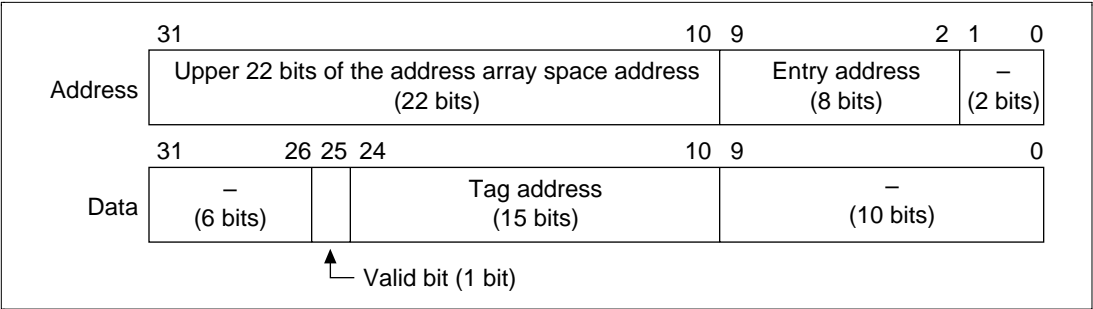 31 10 9 2 1 0
Address Upper 22 bits of the address array space address (22 bits) Entry address (8 bits) – (2 bits)
31 26 25 24 10 9 0
Data – (6 bits) Tag address (15 bits) – (10 bits)
Valid bit (1 bit)